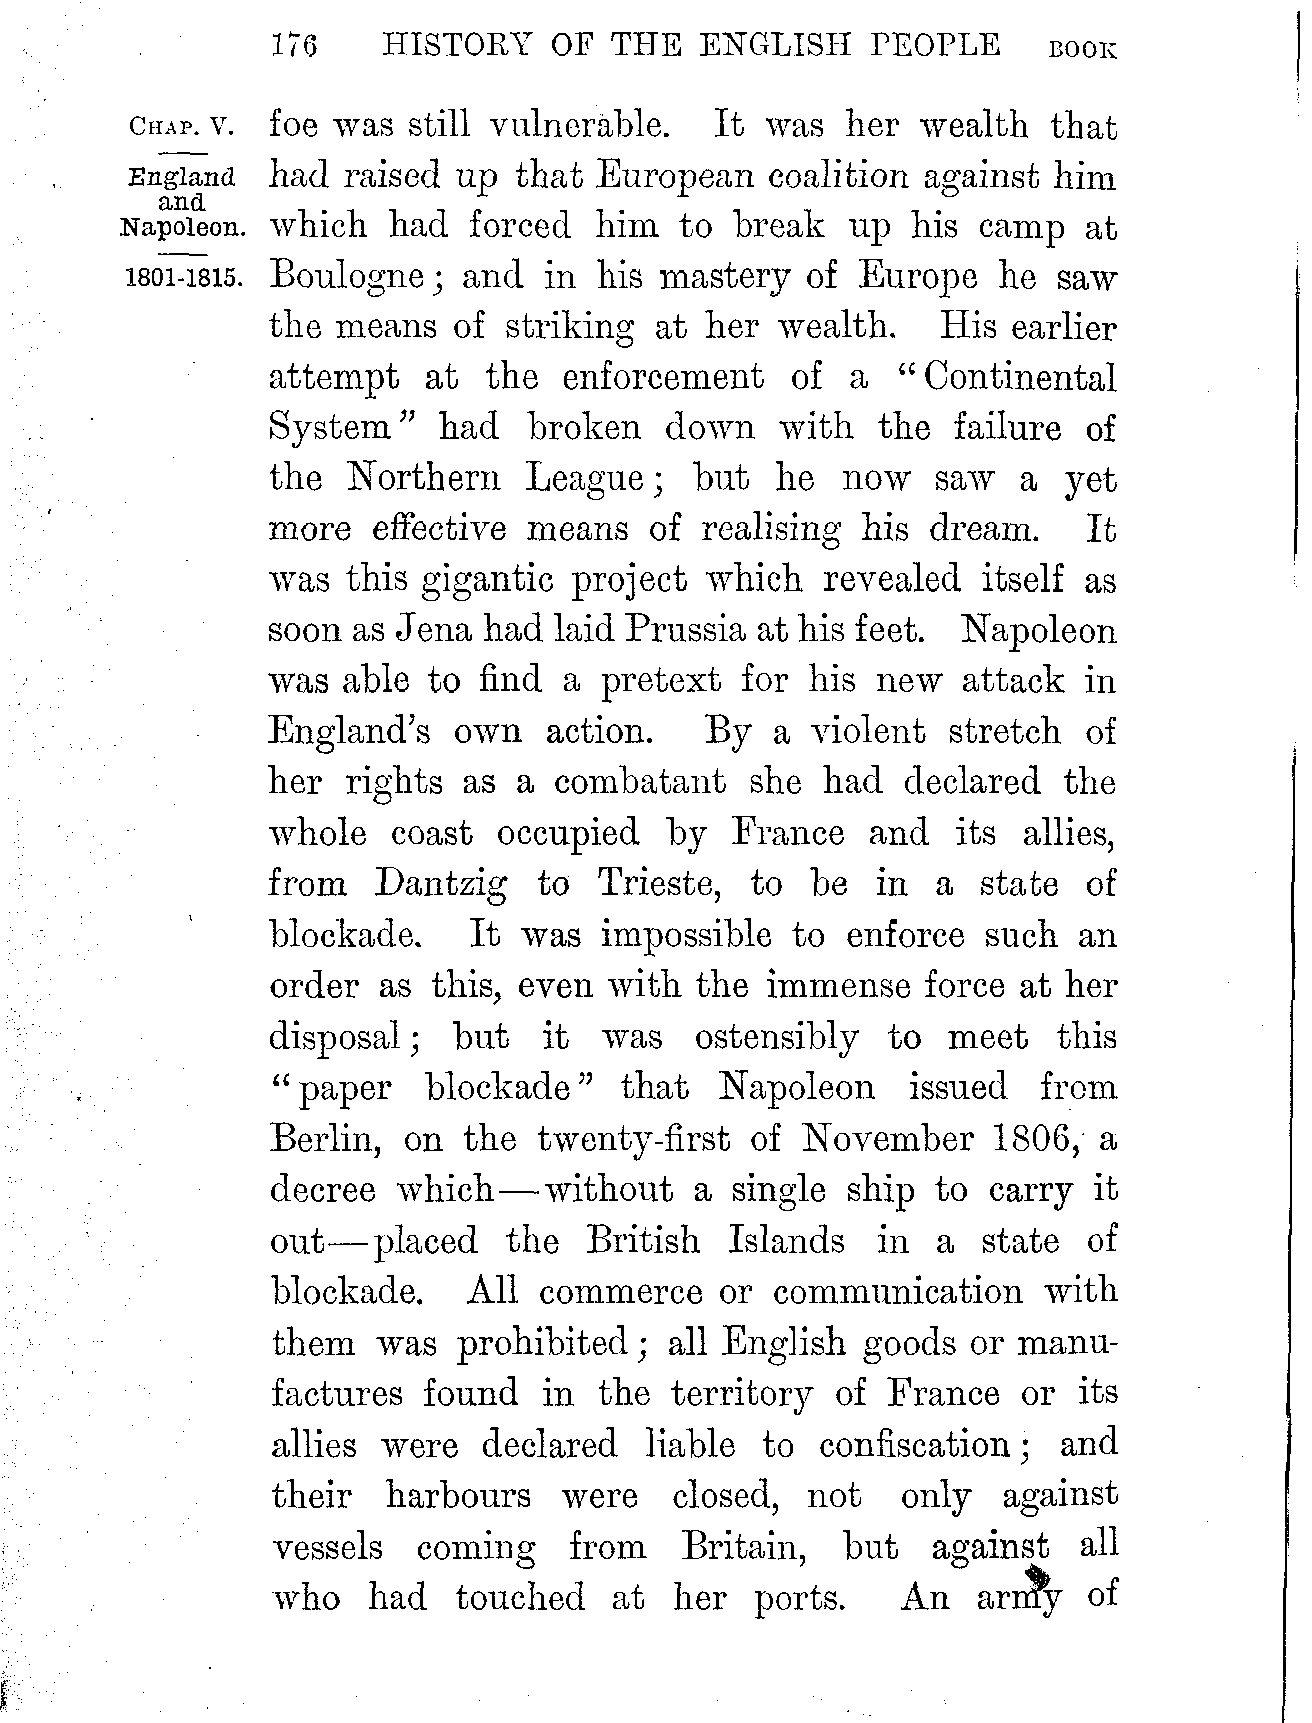 176 HISTORY OF THE ENGLISH PEOPLE BOOK
CHAP. V.
England
and
Napoleon.
1801-1815.
foe was still vulnerable. It was her wealth that
had raised up that European coalition against him
which had forced him to break up his camp at
Boulogne; and in his mastery of Europe he saw
the means of striking at her wealth. His earlier
attempt at the enforcement of a "Continental
System" had broken down with the failure of
the Northern League; but he now saw a yet
more effective means of realising his dream. It
was this gigantic project which revealed itself as
soon as Jena had laid Prussia at his feet. Napoleon
was able to find a pretext for his new attack in
England's own action. By a violent stretch of
her rights as a combatant she had declared the
whole coast occupied by France and its allies,
from Dantzig to Trieste, to be in a state of
blockade. It was impossible to enforce such an
order as this, even with the immense force at her
disposal; but it was ostensibly to meet this
"paper blockade" that Napoleon issued from
Berlin, on the twenty-first of November 1806, a
decree which—without a single ship to carry it
out—placed the British Islands in a state of
blockade. All commerce or communication with
them was prohibited; all English goods or manu-
factures found in the territory of France or its
allies were declared liable to confiscation; and
their harbours were closed, not only against
vessels coming from Britain, but against all
who had touched at her ports. An army of